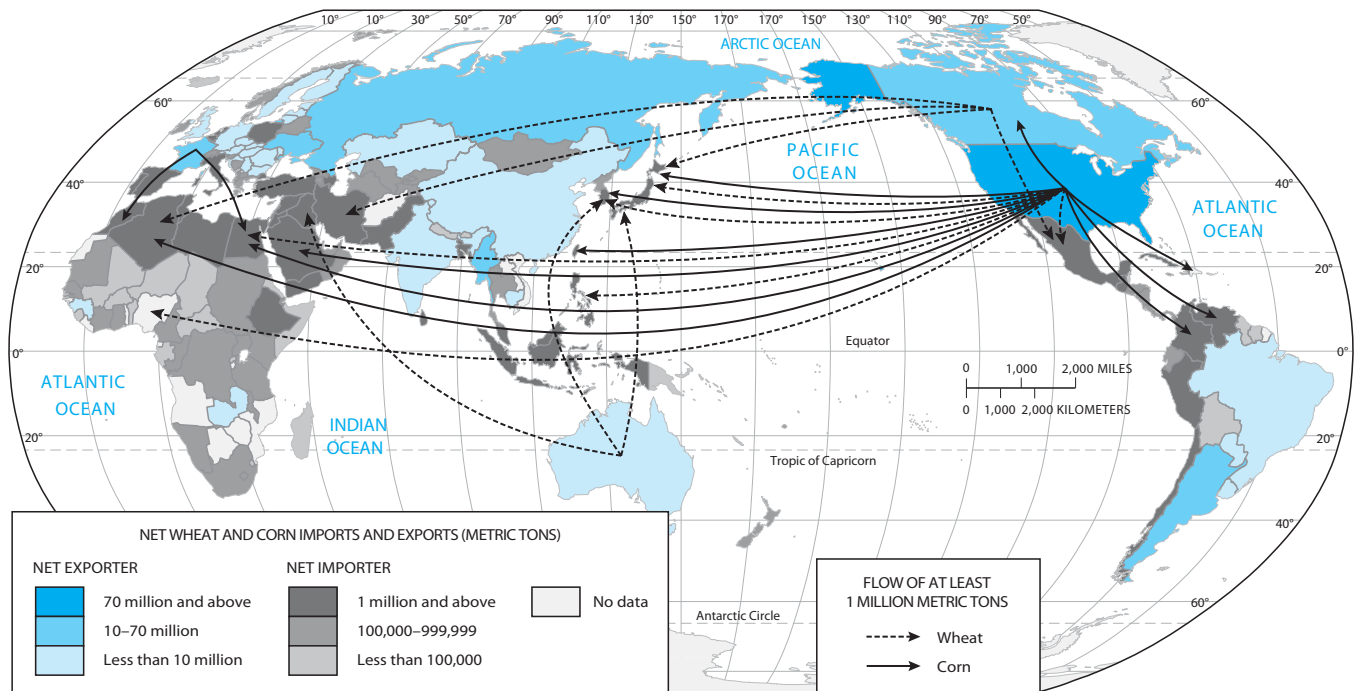 10° 10° 30° 50° 70° 90° 110° 150° 170° 170° 150° 130° 90° 70° 50°
ARCTIC OCEAN
60° 60°
PACIFIC
OCEAN
40° 40°
ATLANTIC
OCEAN
20° 20°
Equator
0° 0°
0 1,000 2,000 MILES
0 1,000 2,000 KILOMETERS
ATLANTIC
OCEAN
INDIAN
OCEAN
20° 20°
Tropic of Capricorn
40°
NET WHEAT AND CORN IMPORTS AND EXPORTS (METRIC TONS)
NET EXPORTER
70 million and above
10–70 million
Less than 10 million
NET IMPORTER
1 million and above
100,000–999,999
Less than 100,000
No data
FLOW OF AT LEAST
1 MILLION METRIC TONS
Wheat
Corn
60°
Antarctic Circle